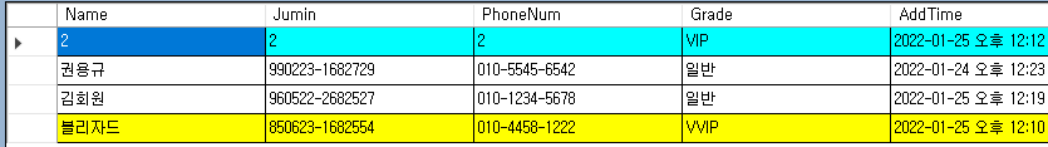 Name Jumin PhoneNum Grade AddTime
2 2 2 VIP 2022-01-25 오후 12:12
권용규 990223-1682729 010-5545-6542 일반 2022-01-24 오후 12:23
김회원 960522-2682527 010-1234-5678 일반 2022-01-25 오후 12:19
블리자드 850623-1682554 010-4458-1222 VVIP 2022-01-25 오후 12:10